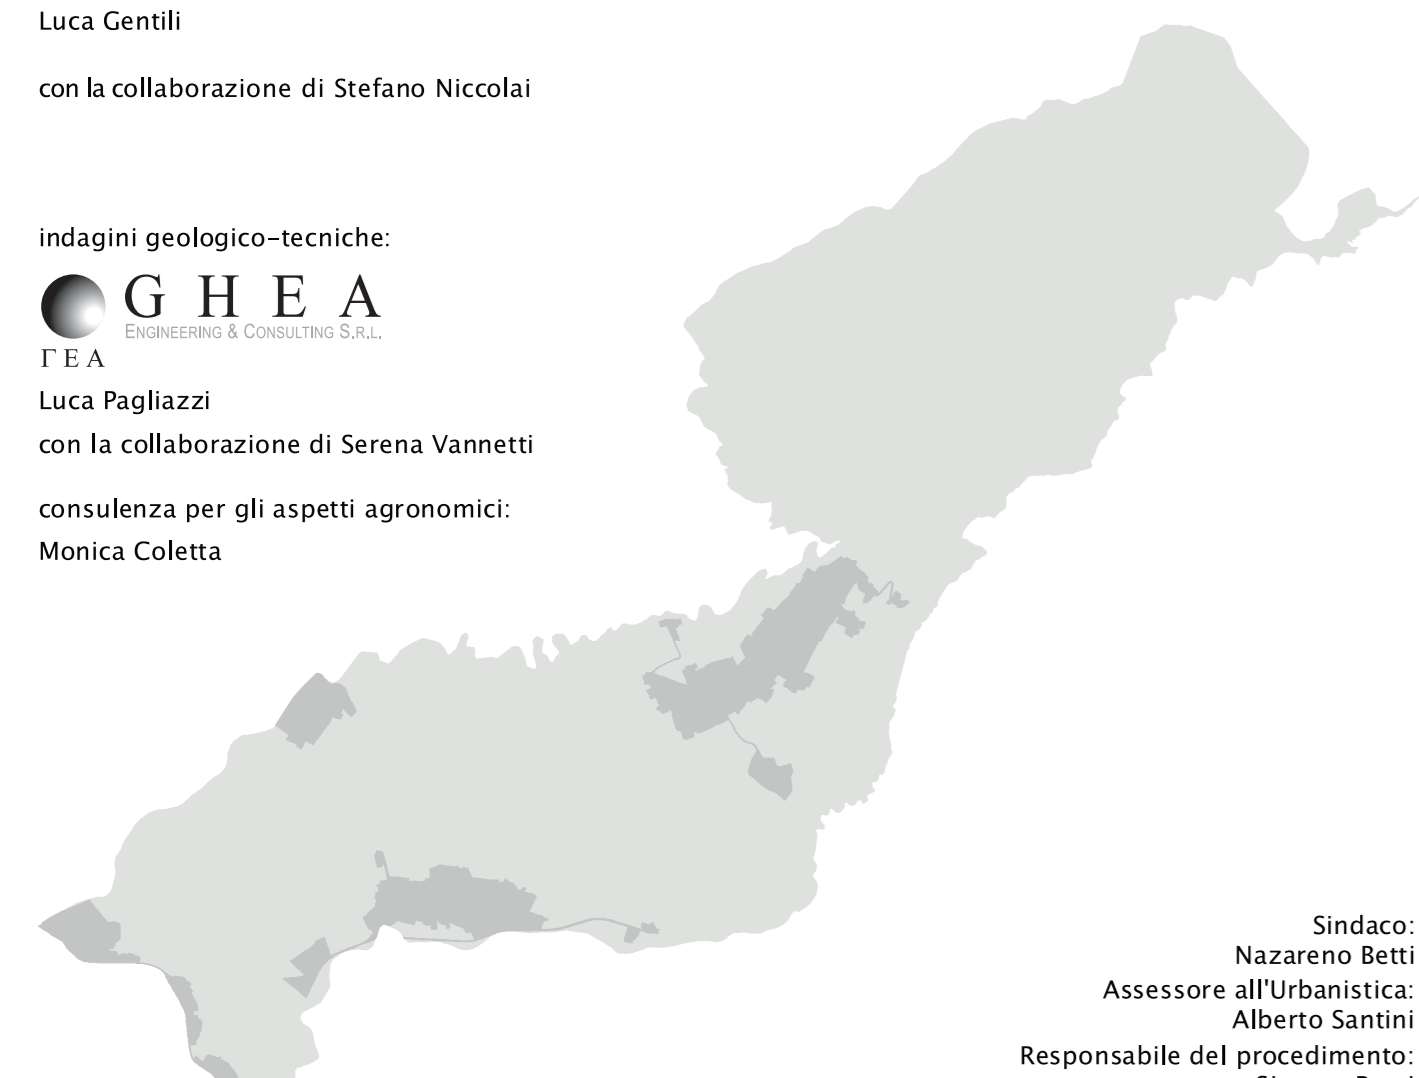 Luca Gentili
con la collaborazione di Stefano Niccolai
indagini geologico-tecniche:
G H E A
ENGINEERING & CONSULTING S.R.L.
ΓΕΑ
Luca Pagliazzi
con la collaborazione di Serena Vannetti
consulenza per gli aspetti agronomici:
Monica Coletta
Sindaco:
Nazareno Betti
Assessore all'Urbanistica:
Alberto Santini
Responsabile del procedimento: